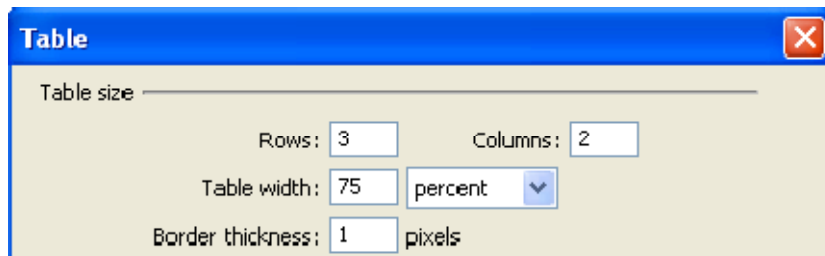 Table
Table size
Rows: 3 Columns: 2
Table width: 75 percent
Border thickness: 1 pixels